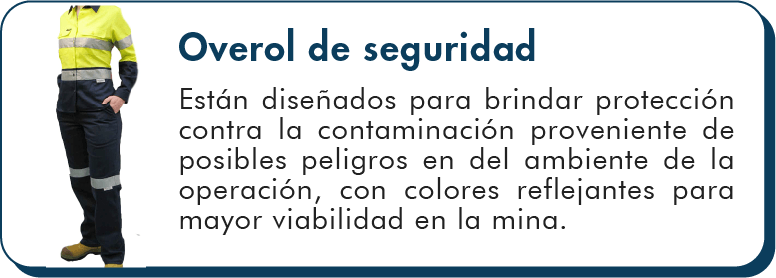 Overol de seguridad
Están diseñados para brindar protección
contra la contaminación proveniente de
posibles peligros en del ambiente de la
operación, con colores reflejantes para
mayor viabilidad en la mina.